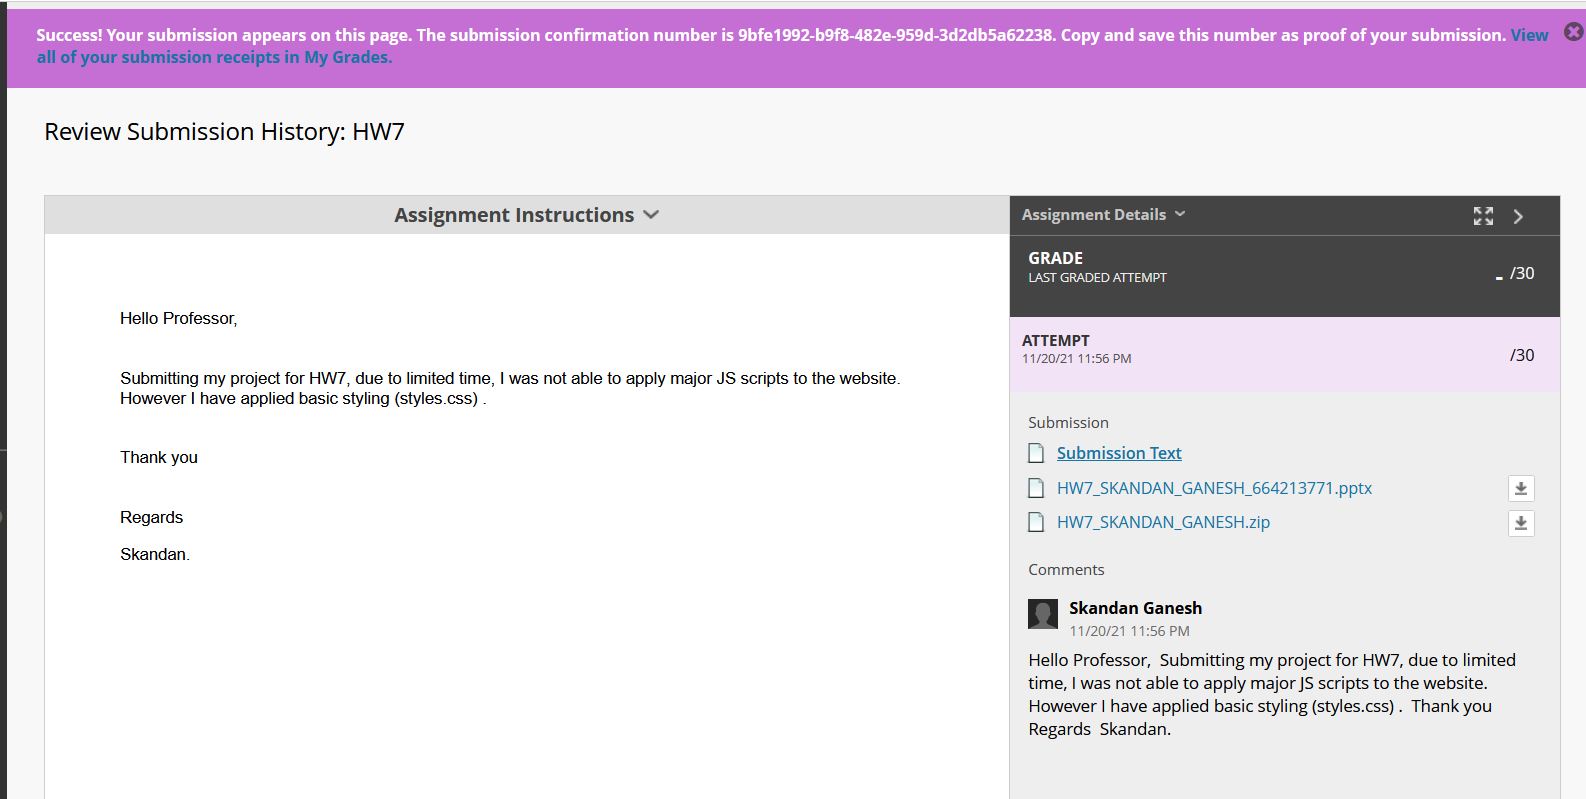 Success! Your submission appears on this page. The submission confirmation number is 9bfe1992-b9f8-482e-959d-3d2db5a62238. Copy and save this number as proof of your submission. View
all of your submission receipts in My Grades.
Review Submission History: HW7
Assignment Instructions
Hello Professor,
Submitting my project for HW7, due to limited time, I was not able to apply major JS scripts to the website.
However I have applied basic styling (styles.css) .
Thank you
Regards
Skandan.
Assignment Details
GRADE
LAST GRADED ATTEMPT
- /30
ATTEMPT
11/20/21 11:56 PM
/30
Submission
Submission Text
HW7_SKANDAN_GANESH_664213771.pptx
HW7_SKANDAN_GANESH.zip
Comments
Skandan Ganesh
11/20/21 11:56 PM
Hello Professor,  Submitting my project for HW7, due to limited
time, I was not able to apply major JS scripts to the website.
However I have applied basic styling (styles.css) .  Thank you
Regards  Skandan.